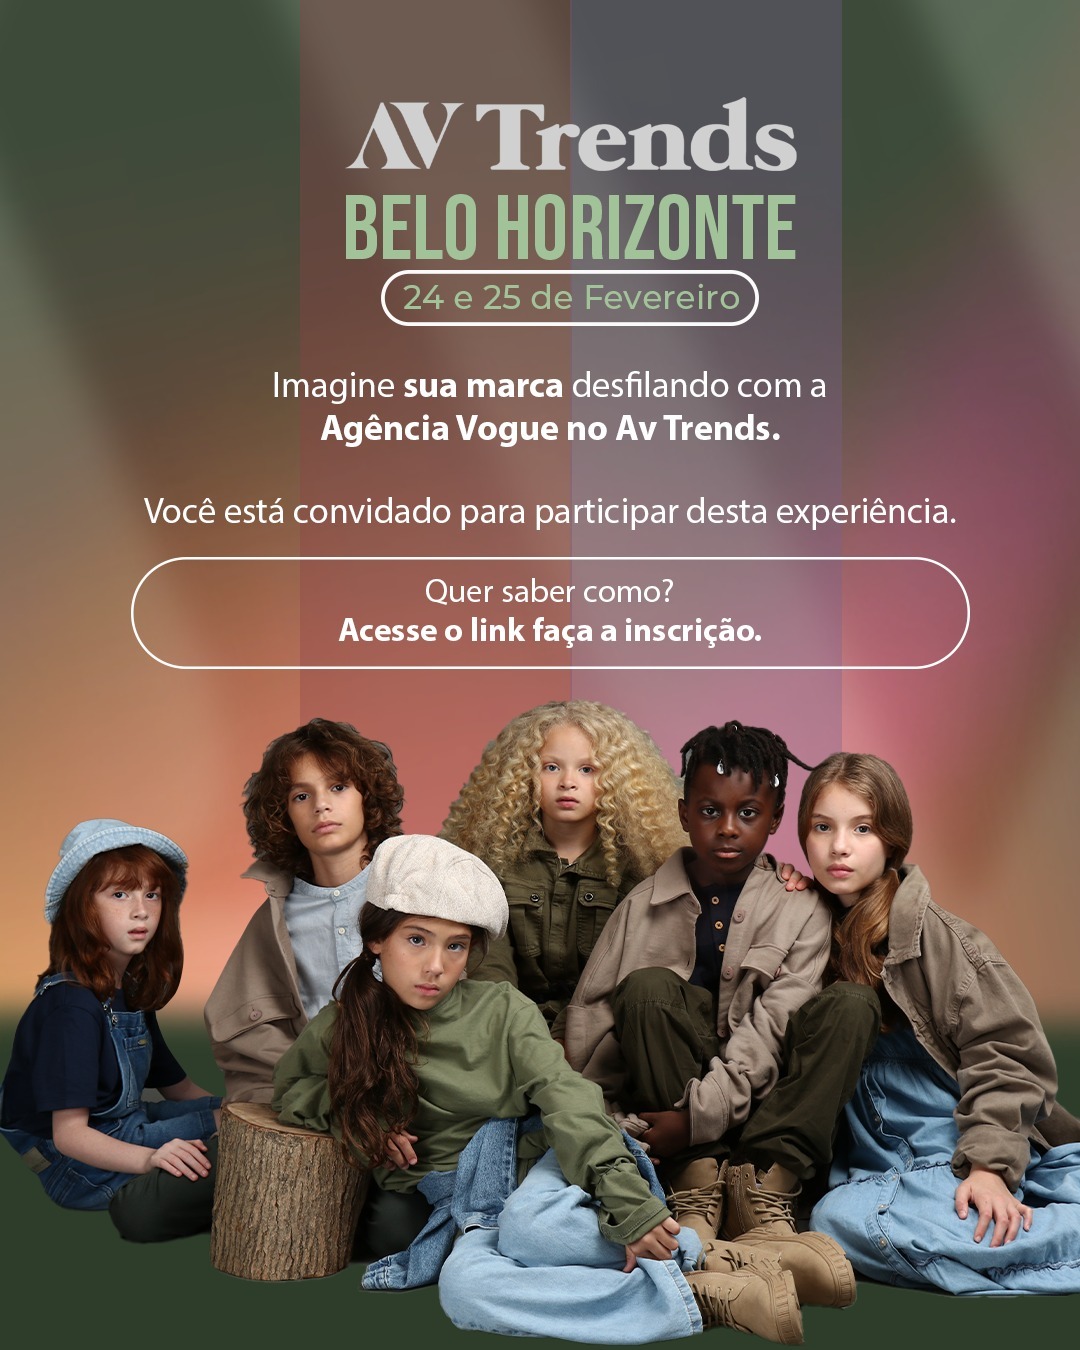 AV Trends
BELO HORIZONTE
24 e 25 de Fevereiro
Imagine sua marca desfilando com a
Agência Vogue no Av Trends.
Você está convidado para participar desta experiência.
Quer saber como?
Acesse o link faça a inscrição.